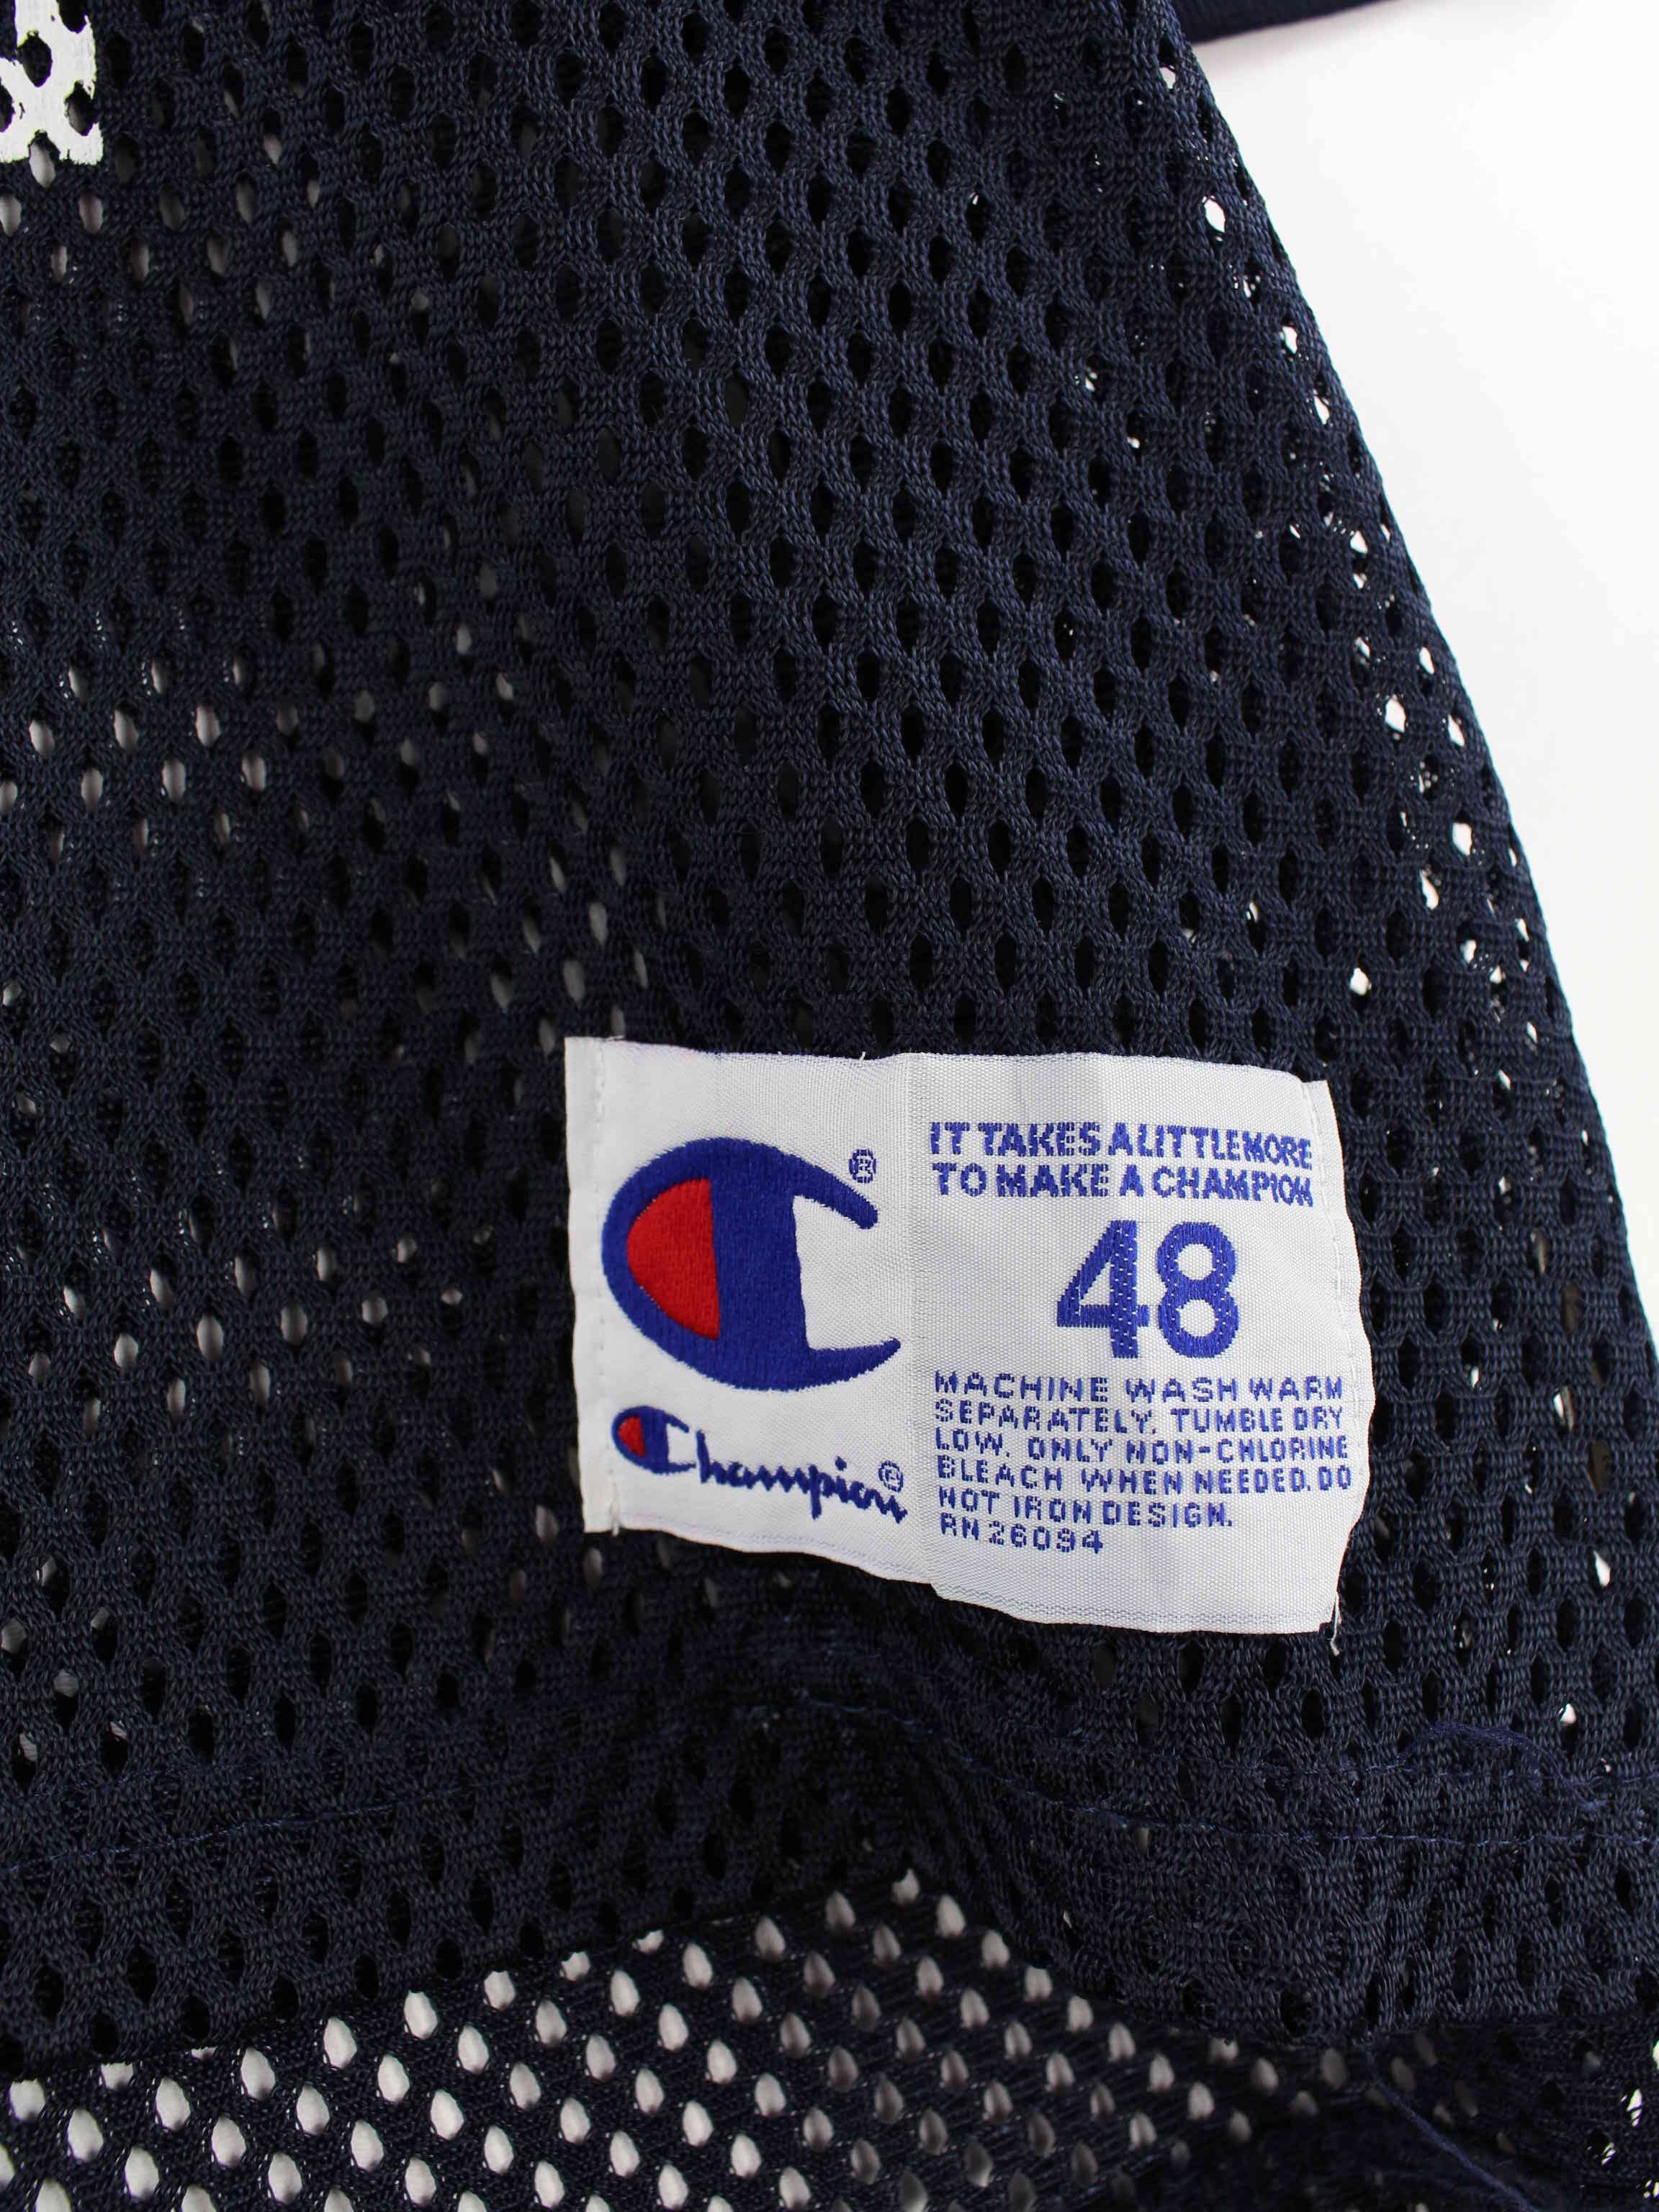 IT TAKES A LITTLE MORE
TO MAKE A CHAMPION
48
MACHINE WASH WARM
SEPARATELY. TUMBLE DRY
LOW. ONLY NON-CHLORINE
BLEACH WHEN NEEDED. DO
NOT IRON DESIGN.
RN 26094
®
Champion®